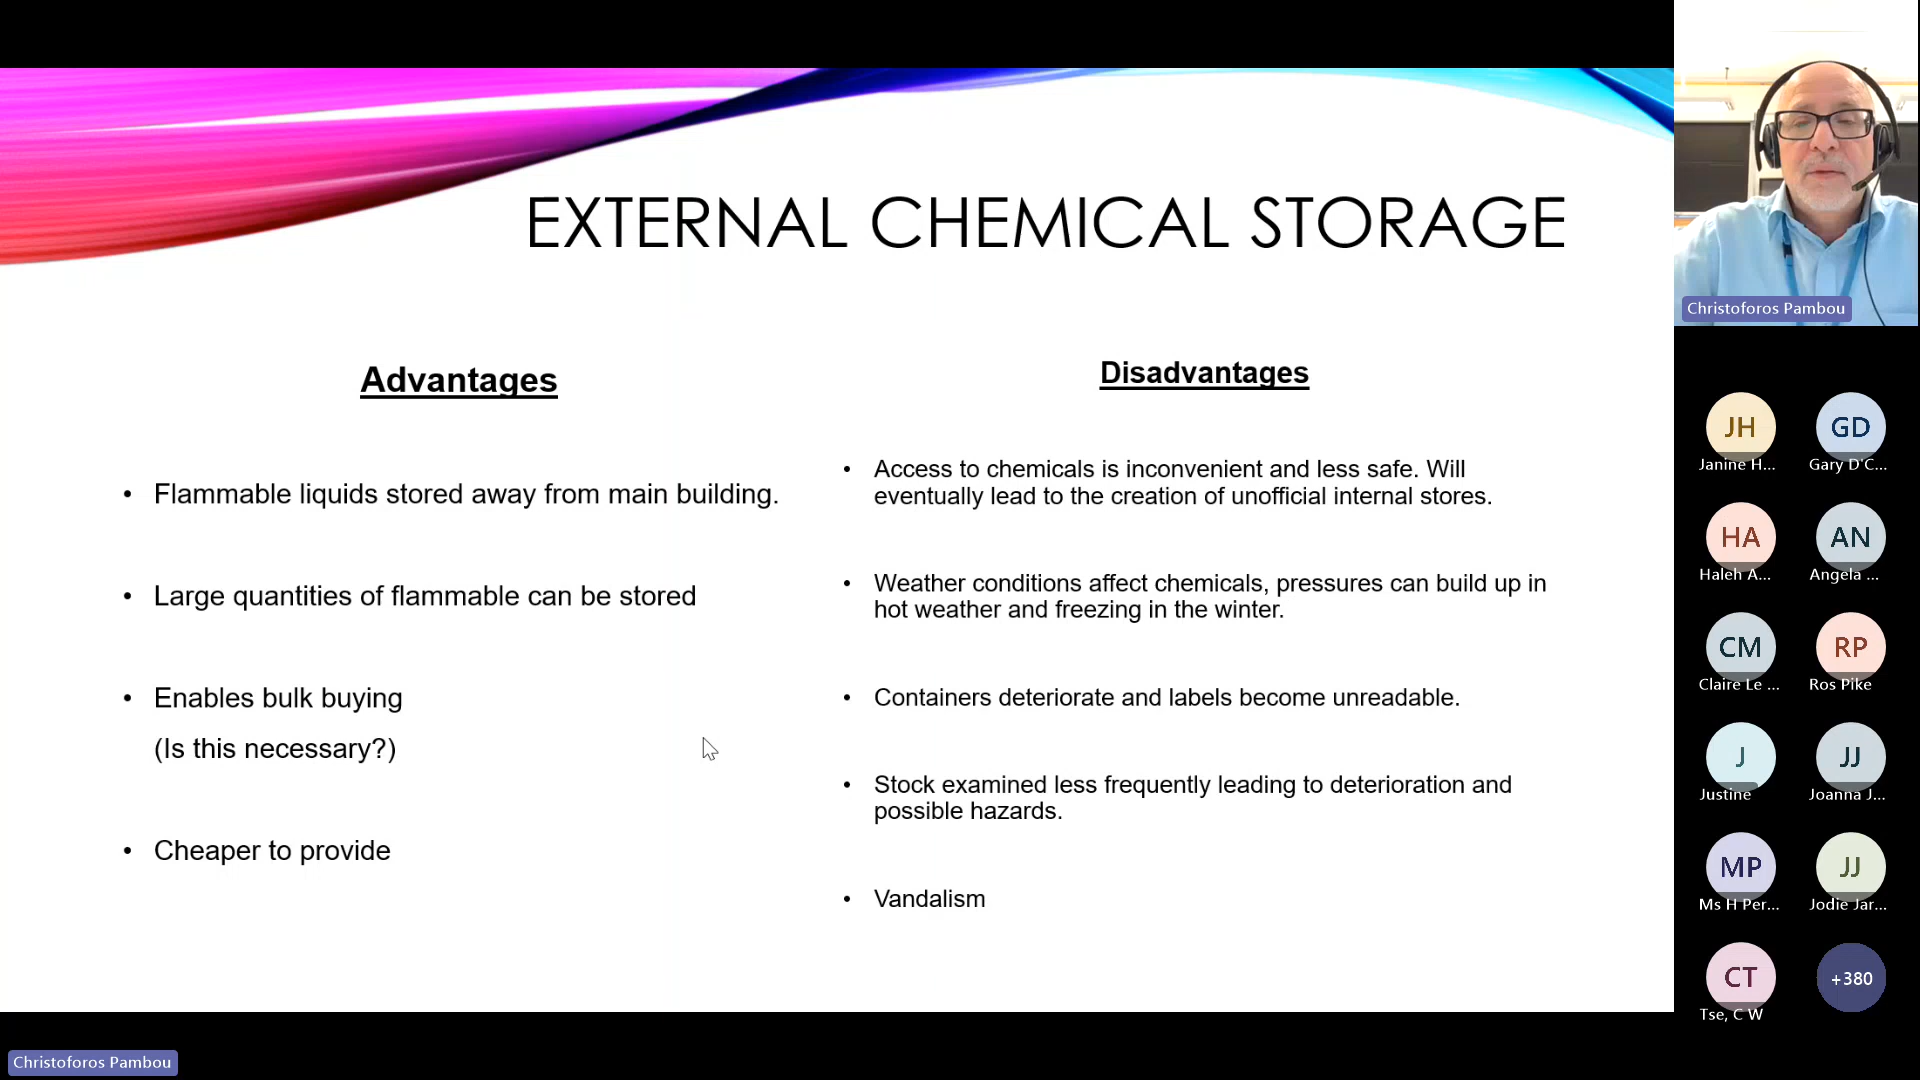 EXTERNAL CHEMICAL STORAGE
Advantages
• Flammable liquids stored away from main building.
• Large quantities of flammable can be stored
• Enables bulk buying
(Is this necessary?)
• Cheaper to provide
Disadvantages
• Access to chemicals is inconvenient and less safe. Will
eventually lead to the creation of unofficial internal stores.
• Weather conditions affect chemicals, pressures can build up in
hot weather and freezing in the winter.
• Containers deteriorate and labels become unreadable.
• Stock examined less frequently leading to deterioration and
possible hazards.
• Vandalism
Christoforos Pambou
JH
Janine H...
GD
Gary D'C...
HA
Haleh A...
AN
Angela ...
CM
Claire Le ...
RP
Ros Pike
J
Justine
JJ
Joanna J...
MP
Ms H Per...
JJ
Jodie Jar...
CT
Tse, C W
+380
Christoforos Pambou